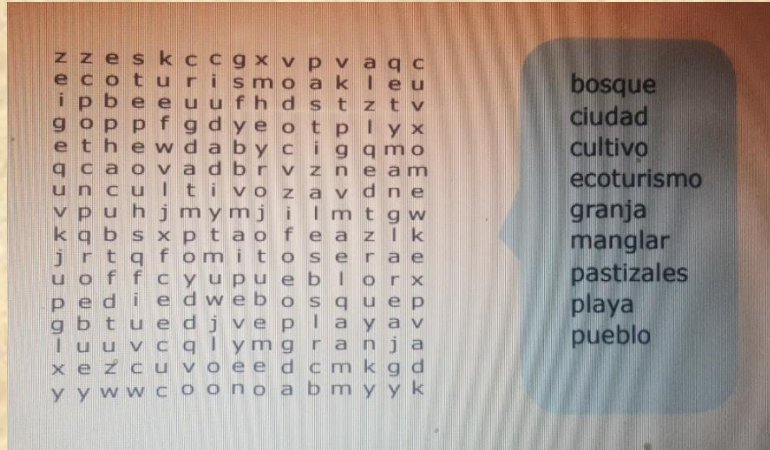 z z e s k c c g x v p v a q c
e c o t u r i s m o a k l e u
i p b e e u u f h d s t z t v
g o p p f g d y e o t p l y x
e t h e w d a b y c i g q m o
q c a o v a d b r v z n e a m
u n c u l t i v o z a v d n e
v p u h j m y m j i l m t g w
k q b s x p t a o f e a z l k
j r t q f o m i t o s e r a e
u o f f c y u p u e b l o r x
p e d i e d w e b o s q u e p
g b t u e d j v e p l a y a v
l u u v c q l y m g r a n j a
x e z c u v o e e d c m k g d
y y w w c o o n o a b m y y k
bosque
ciudad
cultivo
ecoturismo
granja
manglar
pastizales
playa
pueblo